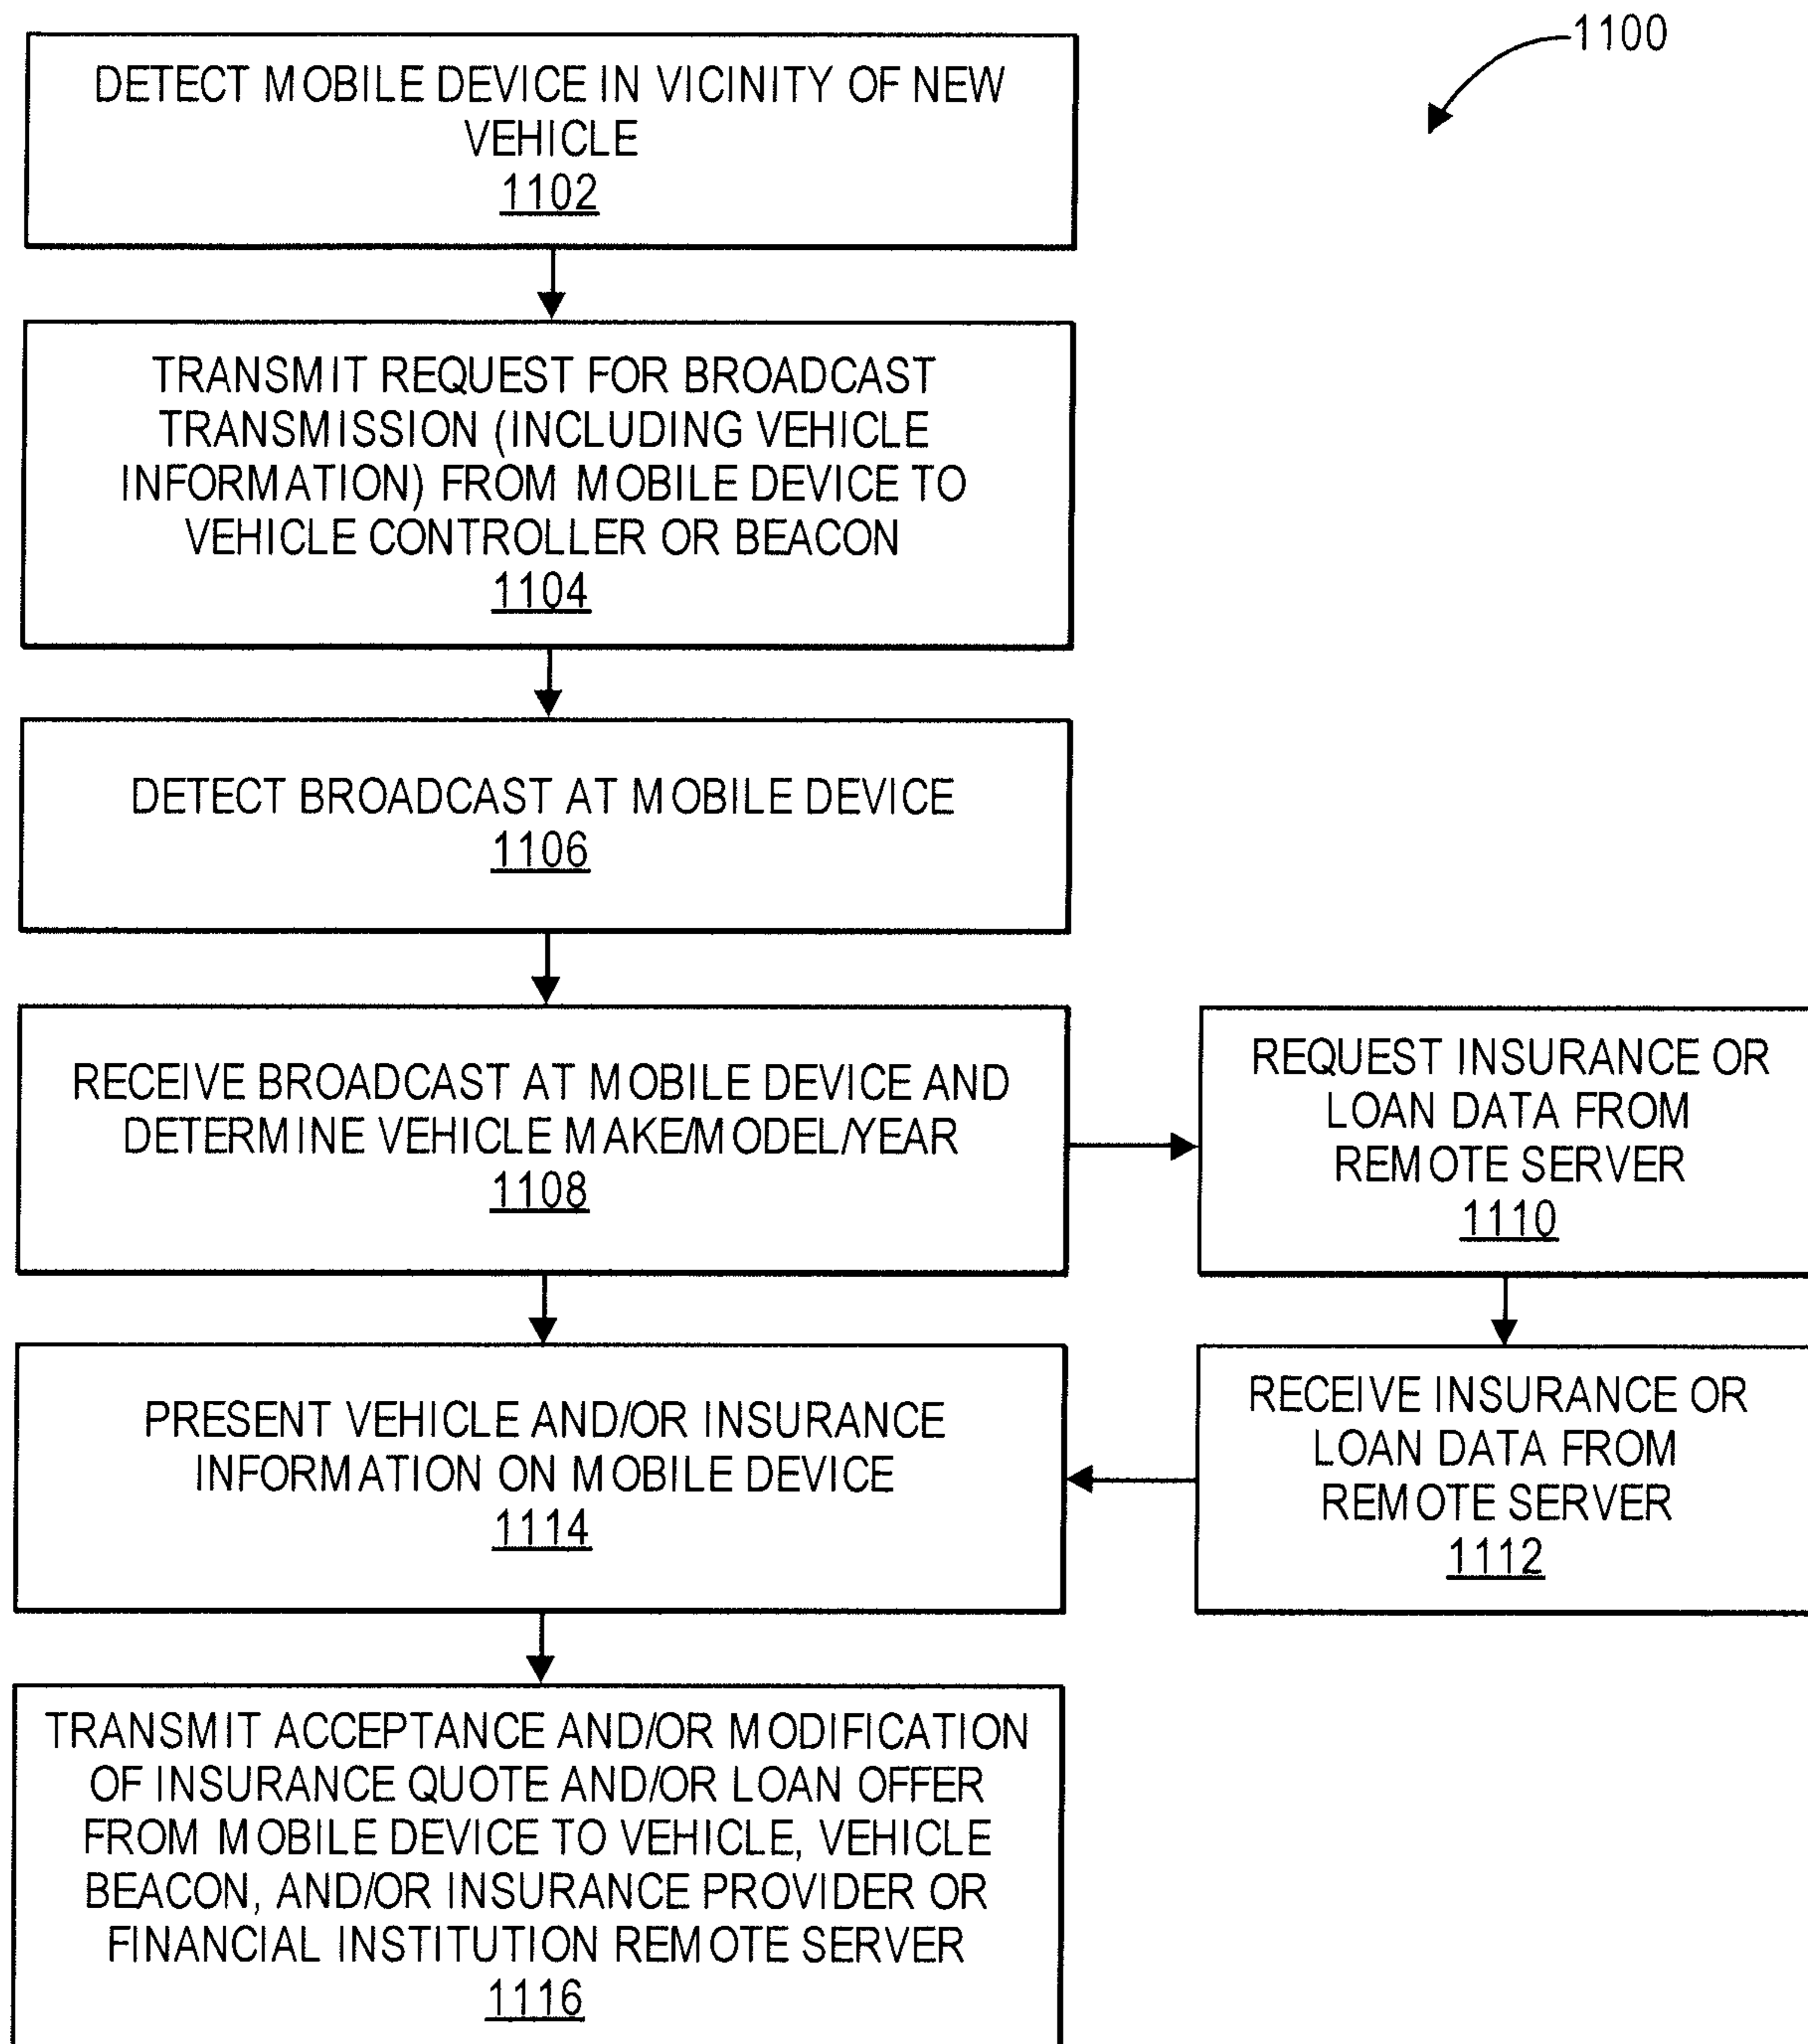 1100
DETECT MOBILE DEVICE IN VICINITY OF NEW
VEHICLE
1102
TRANSMIT REQUEST FOR BROADCAST
TRANSMISSION (INCLUDING VEHICLE
INFORMATION) FROM MOBILE DEVICE TO
VEHICLE CONTROLLER OR BEACON
1104
DETECT BROADCAST AT MOBILE DEVICE
1106
RECEIVE BROADCAST AT MOBILE DEVICE AND
DETERMINE VEHICLE MAKE/MODEL/YEAR
1108
REQUEST INSURANCE OR
LOAN DATA FROM
REMOTE SERVER
1110
RECEIVE INSURANCE OR
LOAN DATA FROM
REMOTE SERVER
1112
PRESENT VEHICLE AND/OR INSURANCE
INFORMATION ON MOBILE DEVICE
1114
TRANSMIT ACCEPTANCE AND/OR MODIFICATION
OF INSURANCE QUOTE AND/OR LOAN OFFER
FROM MOBILE DEVICE TO VEHICLE, VEHICLE
BEACON, AND/OR INSURANCE PROVIDER OR
FINANCIAL INSTITUTION REMOTE SERVER
1116